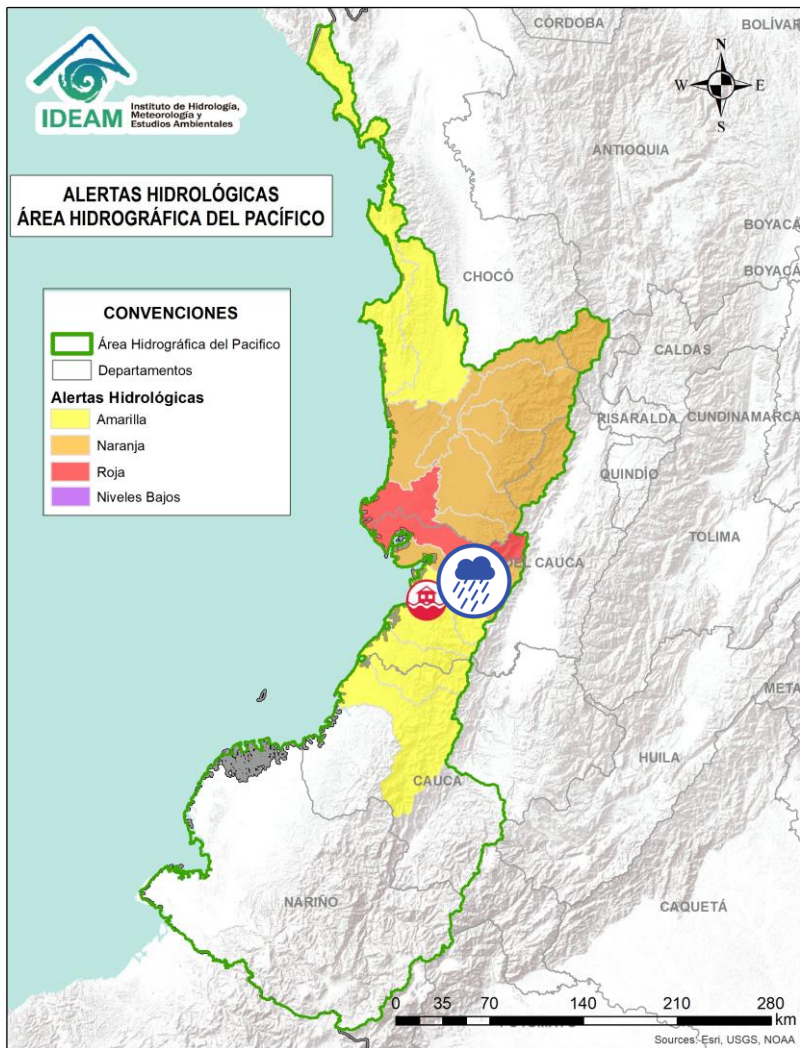 IDEAM
Instituto de Hidrología,
Meteorología y
Estudios Ambientales
CÓRDOBA
BOLÍVAR
N
W
E
S
ANTIOQUIA
ALERTAS HIDROLÓGICAS
ÁREA HIDROGRÁFICA DEL PACÍFICO
BOYACÁ
BOYACÁ
CHOCÓ
CONVENCIONES
Área Hidrográfica del Pacifico
Departamentos
Alertas Hidrológicas
Amarilla
Naranja
Roja
Niveles Bajos
CALDAS
RISARALDA
CUNDINAMARCA
QUINDÍO
TOLIMA
DEL CAUCA
META
HUILA
CAUCA
NARIÑO
CAQUETÁ
0 35 70 140 210 280
km
Sources: Esri, USGS, NOAA